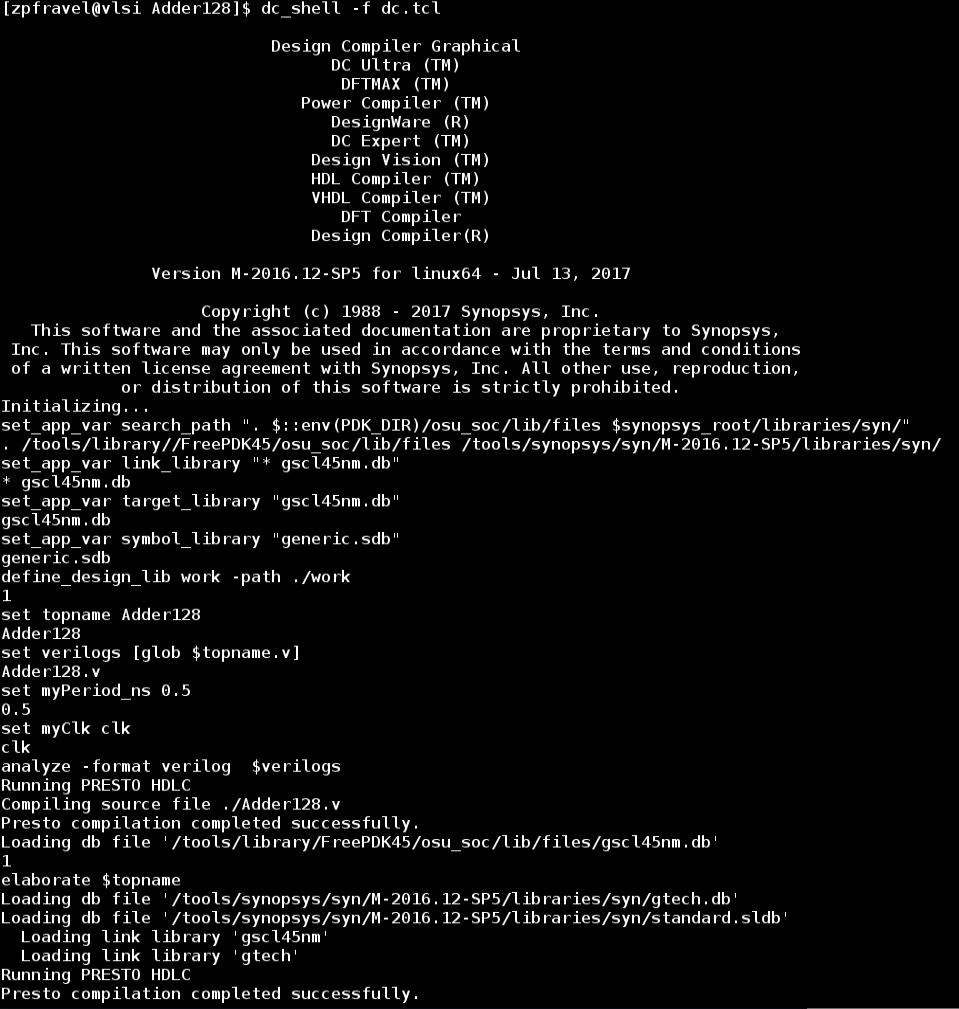 [zpfravel@vlsi Adder128]$ dc_shell -f dc.tcl
Design Compiler Graphical
DC Ultra (TM)
DFTMAX (TM)
Power Compiler (TM)
DesignWare (R)
DC Expert (TM)
Design Vision (TM)
HDL Compiler (TM)
VHDL Compiler (TM)
DFT Compiler
Design Compiler(R)
Version M-2016.12-SP5 for linux64 - Jul 13, 2017
Copyright (c) 1988 - 2017 Synopsys, Inc.
This software and the associated documentation are proprietary to Synopsys,
Inc. This software may only be used in accordance with the terms and conditions
of a written license agreement with Synopsys, Inc. All other use, reproduction,
or distribution of this software is strictly prohibited.
Initializing...
set_app_var search_path ". $::env(PDK_DIR)/osu_soc/lib/files $synopsys_root/libraries/syn/"
. /tools/library//FreePDK45/osu_soc/lib/files /tools/synopsys/syn/M-2016.12-SP5/libraries/syn/
set_app_var link_library "* gscl45nm.db"
* gscl45nm.db
set_app_var target_library "gscl45nm.db"
gscl45nm.db
set_app_var symbol_library "generic.sdb"
generic.sdb
define_design_lib work -path ./work
1
set topname Adder128
Adder128
set verilogs [glob $topname.v]
Adder128.v
set myPeriod_ns 0.5
0.5
set myClk clk
clk
analyze -format verilog  $verilogs
Running PRESTO HDLC
Compiling source file ./Adder128.v
Presto compilation completed successfully.
Loading db file '/tools/library/FreePDK45/osu_soc/lib/files/gscl45nm.db'
1
elaborate $topname
Loading db file '/tools/synopsys/syn/M-2016.12-SP5/libraries/syn/gtech.db'
Loading db file '/tools/synopsys/syn/M-2016.12-SP5/libraries/syn/standard.sldb'
Loading link library 'gscl45nm'
Loading link library 'gtech'
Running PRESTO HDLC
Presto compilation completed successfully.